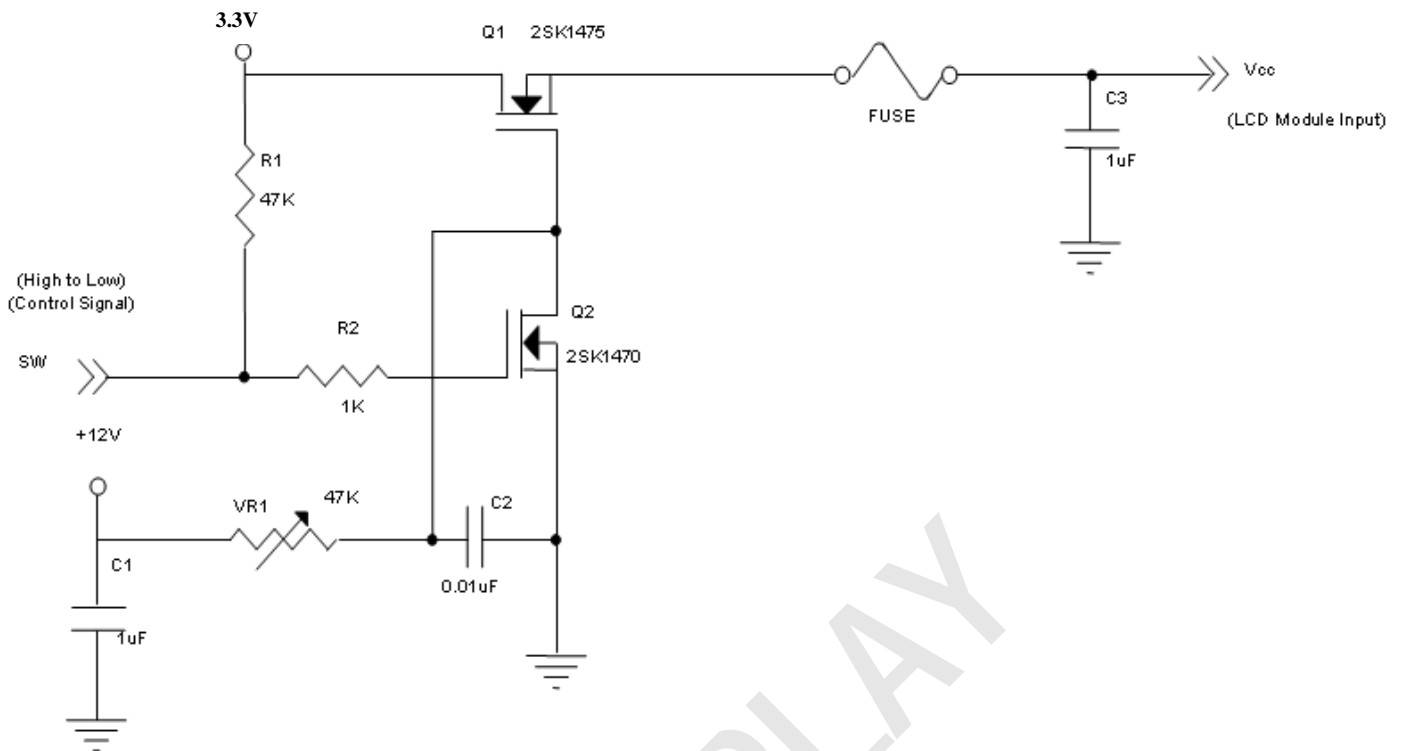 3.3V
Q1 2SK1475
Vcc
C3
FUSE
(LCD Module Input)
1uF
R1
47K
(High to Low)
(Control Signal)
Q2
R2
SW
2SK1470
1K
+12V
47K
VR1
C2
C1
0.01uF
1uF
PLAY